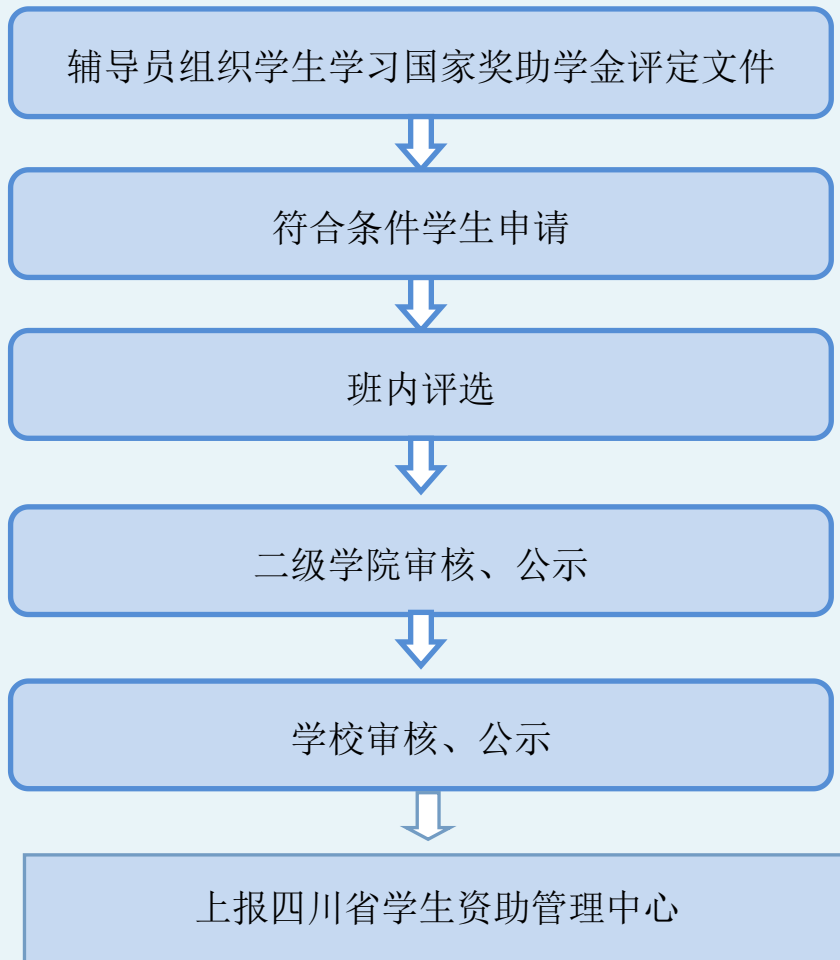 辅导员组织学生学习国家奖助学金评定文件
符合条件学生申请
班内评选
二级学院审核、公示
学校审核、公示
上报四川省学生资助管理中心